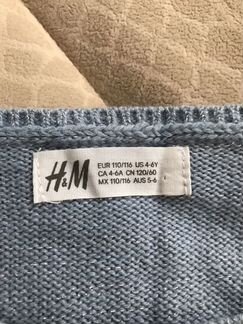 H&M
EUR 110/116 US 4-6Y
CA 4-6A CN 120/60
MX 110/116 AUS 5-6